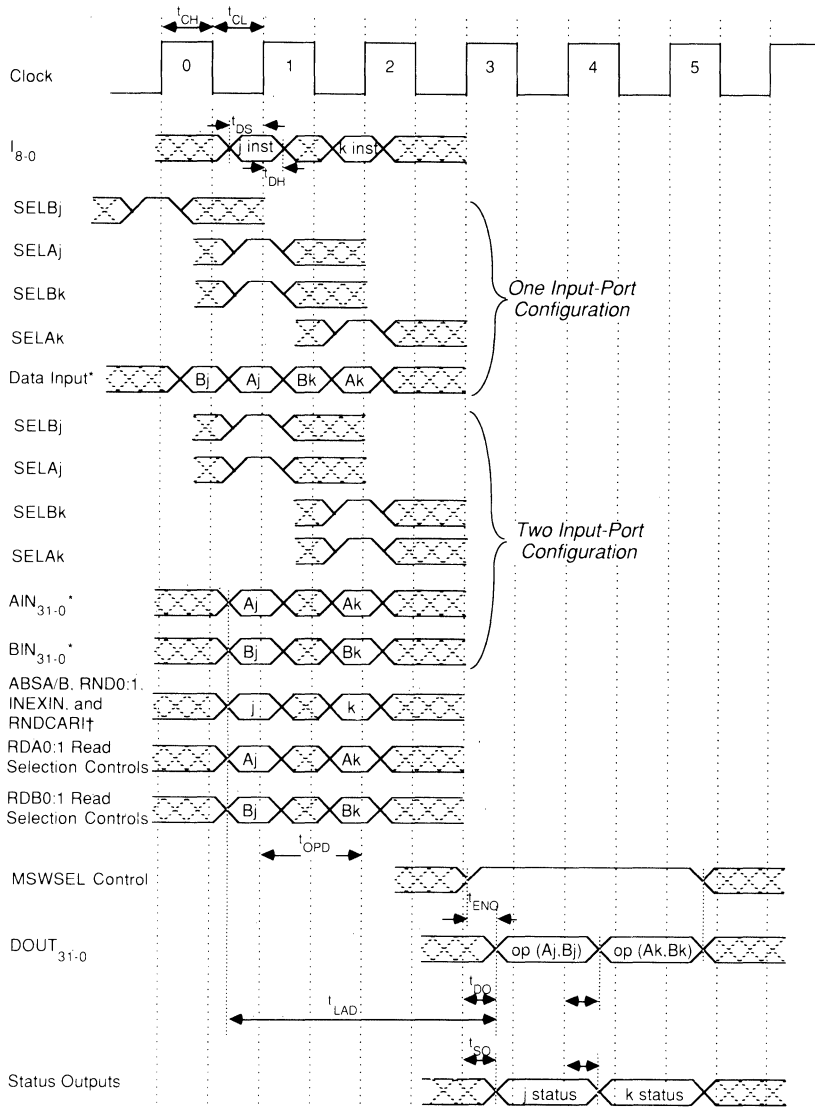 tCH tCL
Clock 0 1 2 3 4 5
tDS
I8-0 j inst k inst
tDH
SELBj
SELAj
SELBk
One Input-Port
Configuration
SELAk
Data Input* Bj Aj Bk Ak
SELBj
SELAj
SELBk
Two Input-Port
Configuration
SELAk
AIN31-0* Aj Ak
BIN31-0* Bj Bk
ABSA/B, RND0:1,
INEXIN, and
RNDCARI† j k
RDA0:1 Read
Selection Controls Aj Ak
RDB0:1 Read
Selection Controls Bj Bk
tOPD
MSWSEL Control
tENO
DOUT31-0 op (Aj,Bj) op (Ak,Bk)
tDO
tLAD
tSO
Status Outputs j status k status